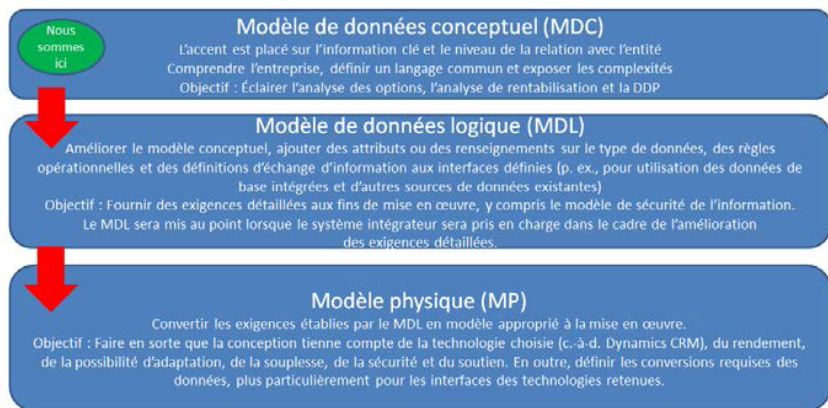 Modèle de données conceptuel (MDC)
Nous
sommes
ici
L'accent est placé sur l'information clé et le niveau de la relation avec l'entité
Comprendre l'entreprise, définir un langage commun et exposer les complexités
Objectif : Éclairer l'analyse des options, l'analyse de rentabilisation et la DDP
Modèle de données logique (MDL)
Améliorer le modèle conceptuel, ajouter des attributs ou des renseignements sur le type de données, des règles
opérationnelles et des définitions d'échange d'information aux interfaces définies (p. ex., pour utilisation des données de
base intégrées et d'autres sources de données existantes)
Objectif : Fournir des exigences détaillées aux fins de mise en œuvre, y compris le modèle de sécurité de l'information.
Le MDL sera mis au point lorsque le système intégrateur sera pris en charge dans le cadre de l'amélioration
des exigences détaillées.
Modèle physique (MP)
Convertir les exigences établies par le MDL en modèle approprié à la mise en œuvre.
Objectif : Faire en sorte que la conception tienne compte de la technologie choisie (c.-à-d. Dynamics CRM), du rendement,
de la possibilité d'adaptation, de la souplesse, de la sécurité et du soutien. En outre, définir les conversions requises des
données, plus particulièrement pour les interfaces des technologies retenues.